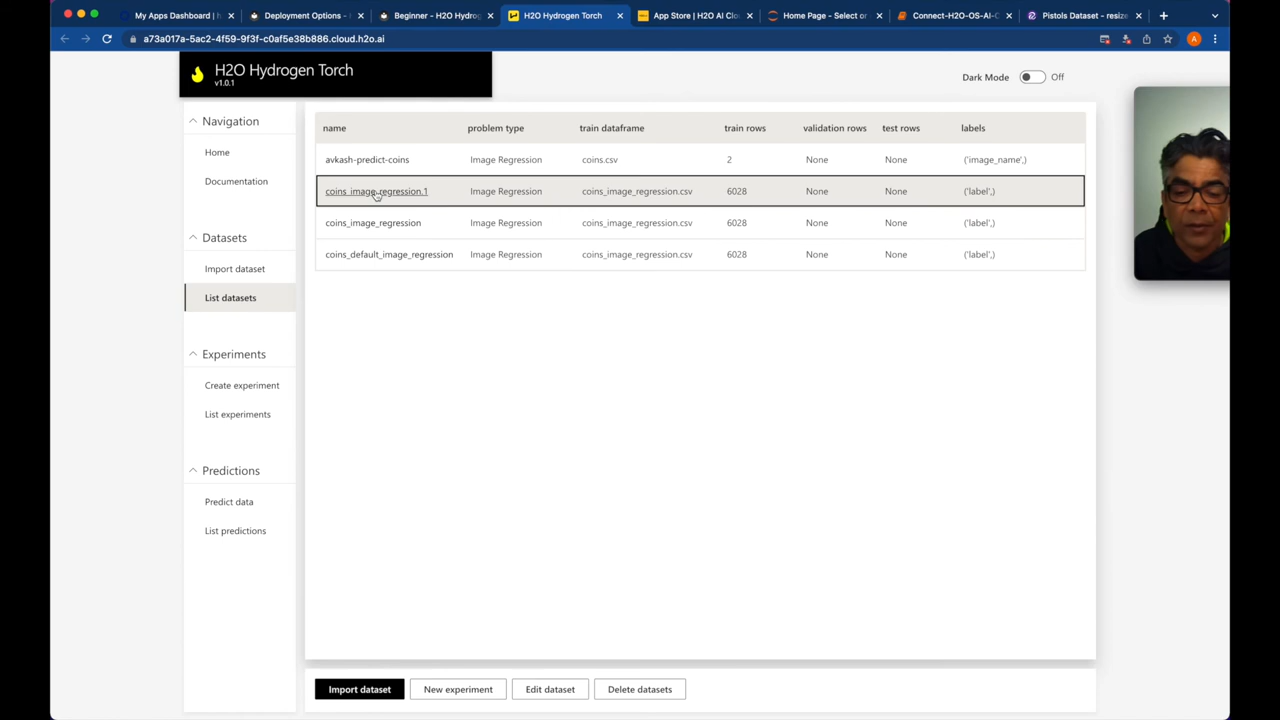 My Apps Dashboard | h
Deployment Options -
Beginner - H2O Hydrog
H2O Hydrogen Torch
App Store | H2O AI Clo
Home Page - Select or
Connect-H2O-OS-AI-
Pistols Dataset - resize
a73a017a-5ac2-4f59-9f3f-c0af5e38b886.cloud.h2o.ai
A
H2O Hydrogen Torch
v1.0.1
Dark Mode Off
Navigation
Home
Documentation
Datasets
Import dataset
List datasets
Experiments
Create experiment
List experiments
Predictions
Predict data
List predictions
name problem type train dataframe train rows validation rows test rows labels
avkash-predict-coins Image Regression coins.csv 2 None None ('image_name',)
coins_image_regression.1 Image Regression coins_image_regression.csv 6028 None None ('label',)
coins_image_regression Image Regression coins_image_regression.csv 6028 None None ('label',)
coins_default_image_regression Image Regression coins_image_regression.csv 6028 None None ('label',)
Import dataset New experiment Edit dataset Delete datasets